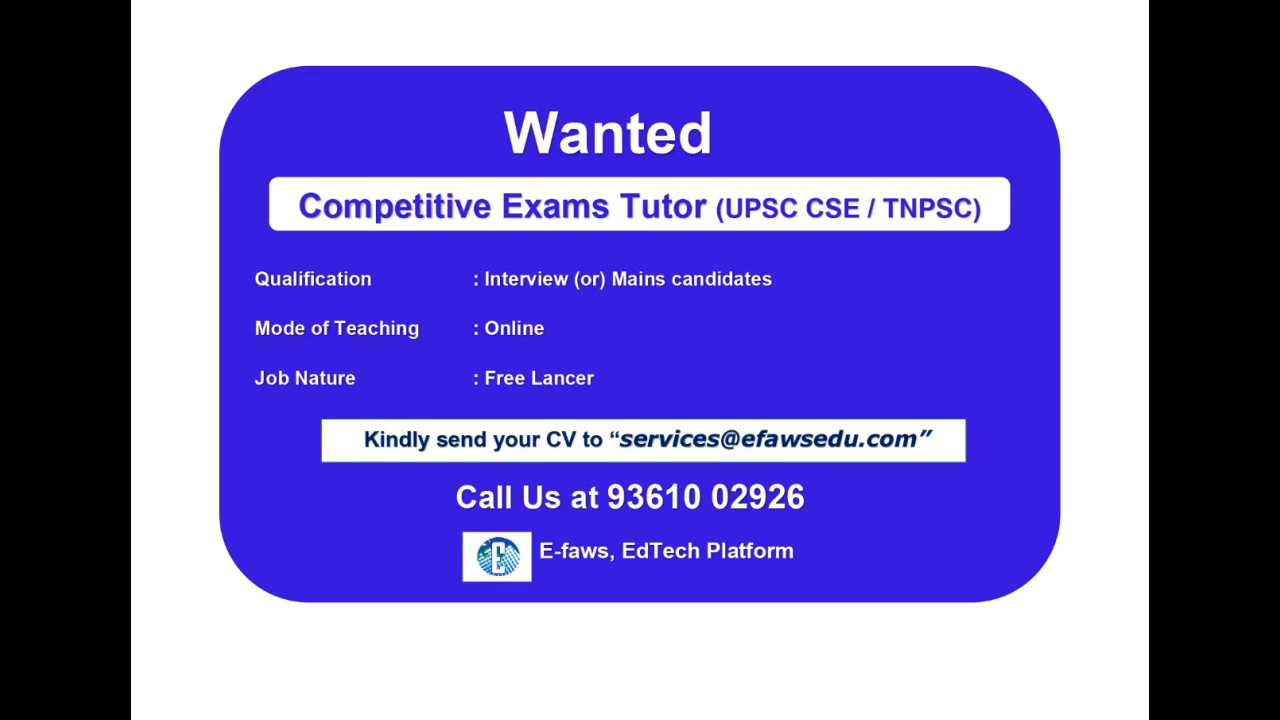 Wanted
Competitive Exams Tutor (UPSC CSE / TNPSC)
Qualification : Interview (or) Mains candidates
Mode of Teaching : Online
Job Nature : Free Lancer
Kindly send your CV to “services@efawsedu.com”
Call Us at 93610 02926
E E-faws, EdTech Platform